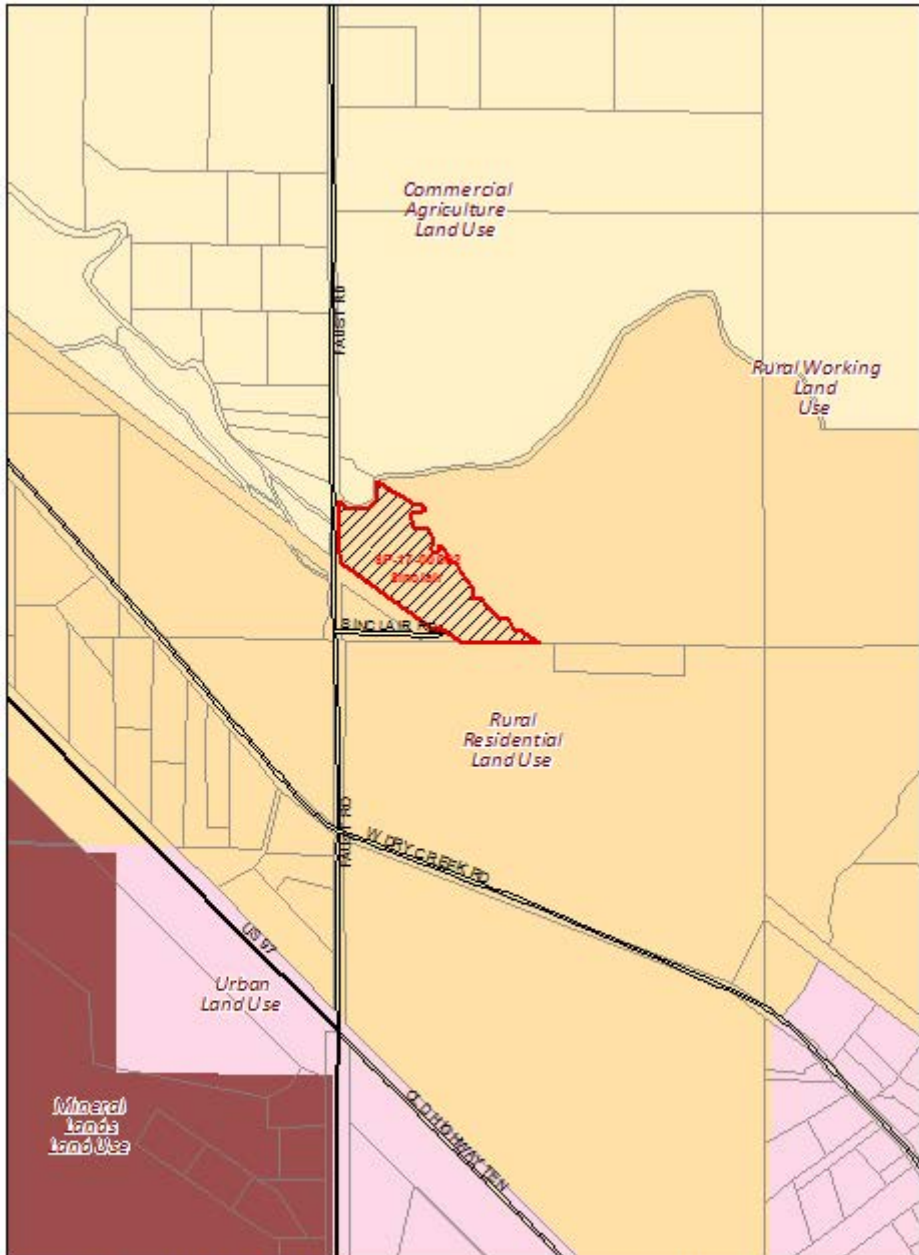 Commercial
Agriculture
Land Use
FAUST RD
Rural Working
Land
Use
Sinclair
SINCLAIR RD
Rural
Residential
Land Use
FAUST RD
W DRY CREEK RD
US 97
Urban
Land Use
Mineral
Lands
Land Use
OLD HIGHWAY TEN